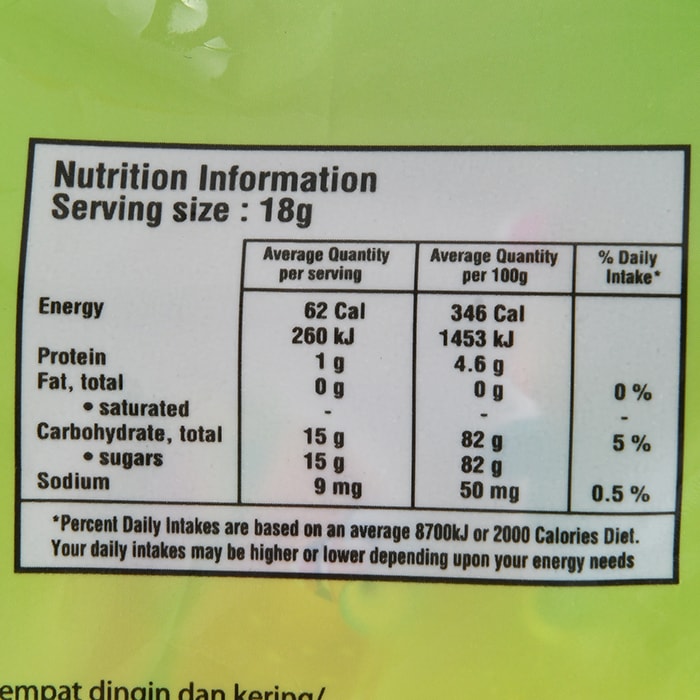 Nutrition Information
Serving size : 18g
Average Quantity per serving Average Quantity per 100g % Daily Intake*
Energy 62 Cal 346 Cal
260 kJ 1453 kJ
Protein 1 g 4.6 g
Fat, total 0 g 0 g 0 %
• saturated - - -
Carbohydrate, total 15 g 82 g 5 %
• sugars 15 g 82 g
Sodium 9 mg 50 mg 0.5 %
*Percent Daily Intakes are based on an average 8700kJ or 2000 Calories Diet.
Your daily intakes may be higher or lower depending upon your energy needs
empat dingin dan kering/